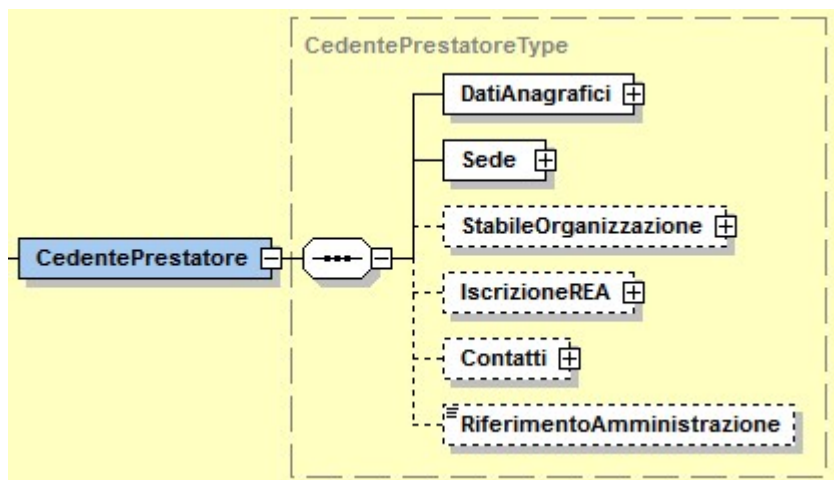 CedentePrestatoreType
DatiAnagrafici
Sede
StabileOrganizzazione
CedentePrestatore
IscrizioneREA
Contatti
RiferimentoAmministrazione